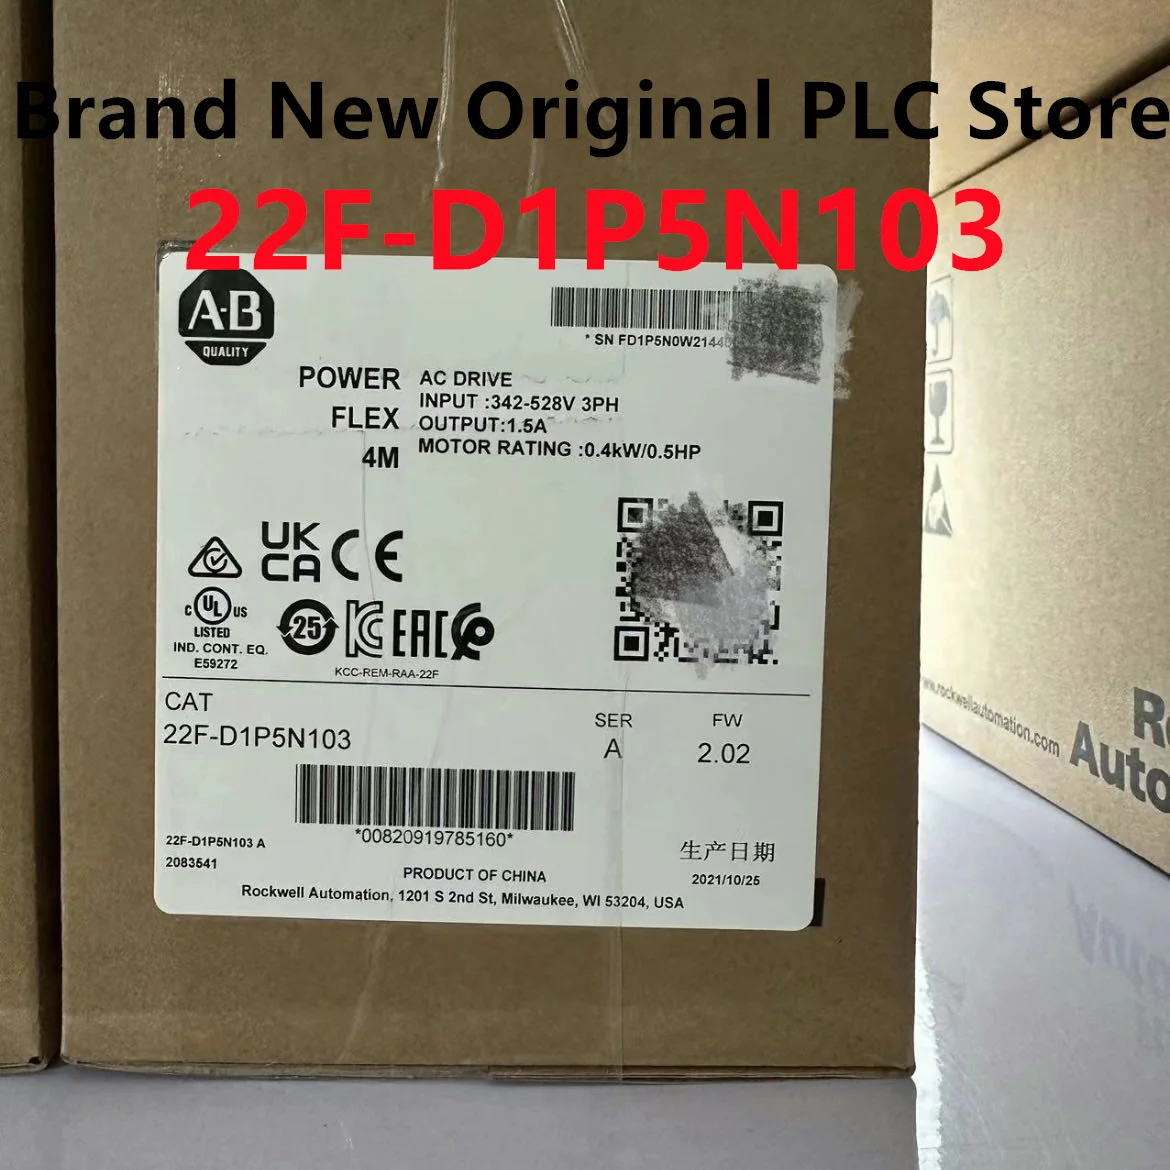 Brand New Original PLC Store
22F-D1P5N103
A-B
QUALITY
* SN FD1P5N0W2144
POWER
FLEX
4M
AC DRIVE
INPUT :342-528V 3PH
OUTPUT:1.5A
MOTOR RATING :0.4kW/0.5HP
UK
CA
CE
C UL US
LISTED
IND. CONT. EQ.
E59272
25
KC
EAC
KCC-REM-RAA-22F
CAT
22F-D1P5N103
SER
A
FW
2.02
*00820919785160*
22F-D1P5N103 A
2083541
生产日期
2021/10/25
PRODUCT OF CHINA
Rockwell Automation, 1201 S 2nd St, Milwaukee, WI 53204, USA
www.rockwellautomation.com